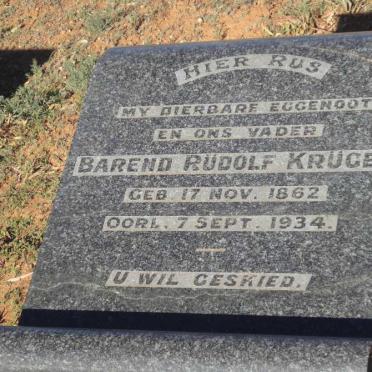 HIER RUS
MY DIERBARE EGGENOOT
EN ONS VADER
BAREND RUDOLF KRUGE
GEB. 17 NOV. 1862
OORL. 7 SEPT. 1934.
U WIL GESKIED.